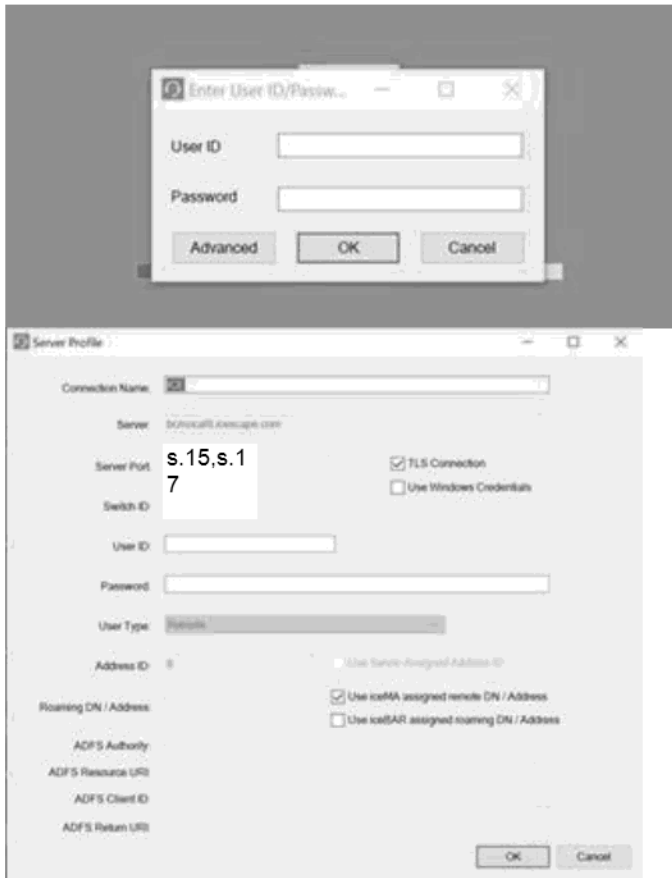 Enter User ID/Passw...
User ID
Password
Advanced OK Cancel
Server Profile
Connection Name:
Server:
Server Port: s.15,s.1
7
TLS Connection
Use Windows Credentials
Switch ID:
User ID:
Password:
User Type: Remote
Address ID: 0 Use Server-Assigned Address ID
Roaming DN / Address:
Use iceMA assigned remote DN / Address
Use iceBAR assigned roaming DN / Address
ADFS Authority:
ADFS Resource URI:
ADFS Client ID:
ADFS Return URI:
OK Cancel